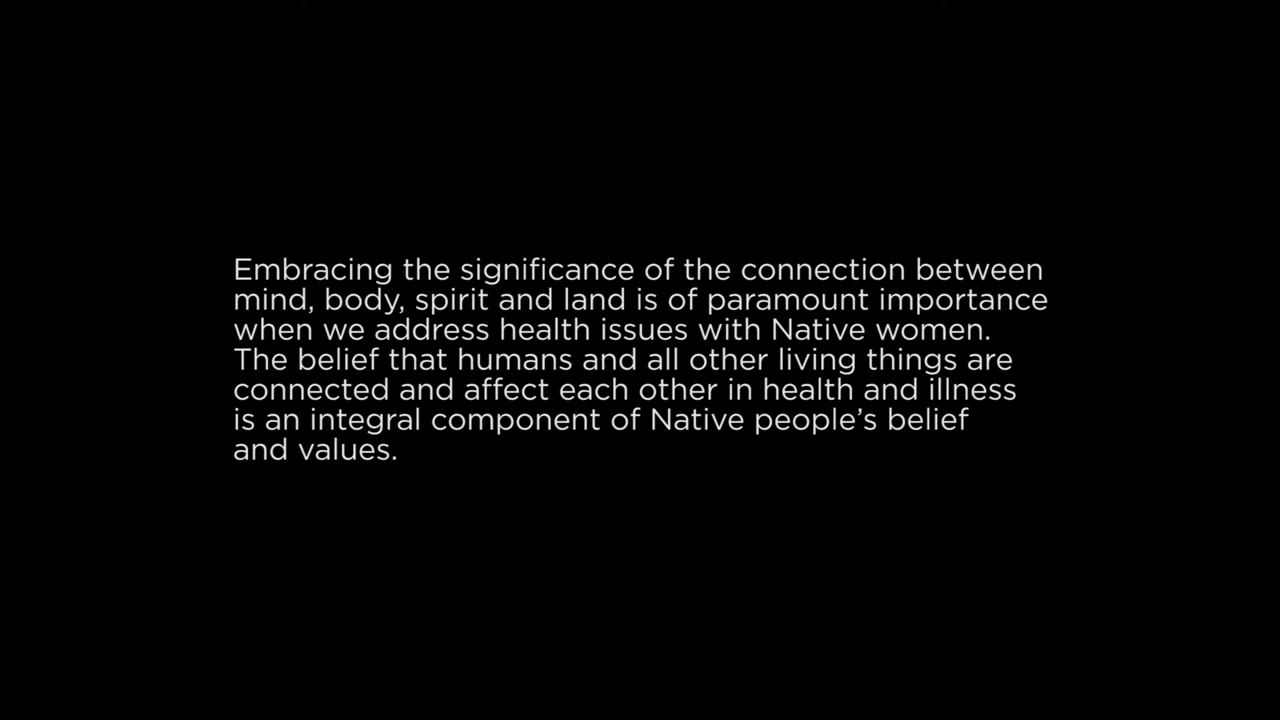 Embracing the significance of the connection between
mind, body, spirit and land is of paramount importance
when we address health issues with Native women.
The belief that humans and all other living things are
connected and affect each other in health and illness
is an integral component of Native people’s belief
and values.